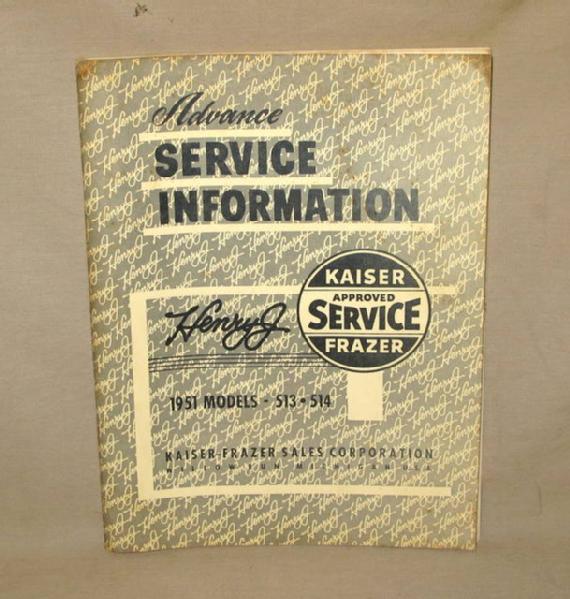 Advance
SERVICE
INFORMATION
KAISER
APPROVED
SERVICE
FRAZER
Henry J
1951 MODELS - 513 • 514
KAISER-FRAZER SALES CORPORATION
WILLOW RUN MICHIGAN USA